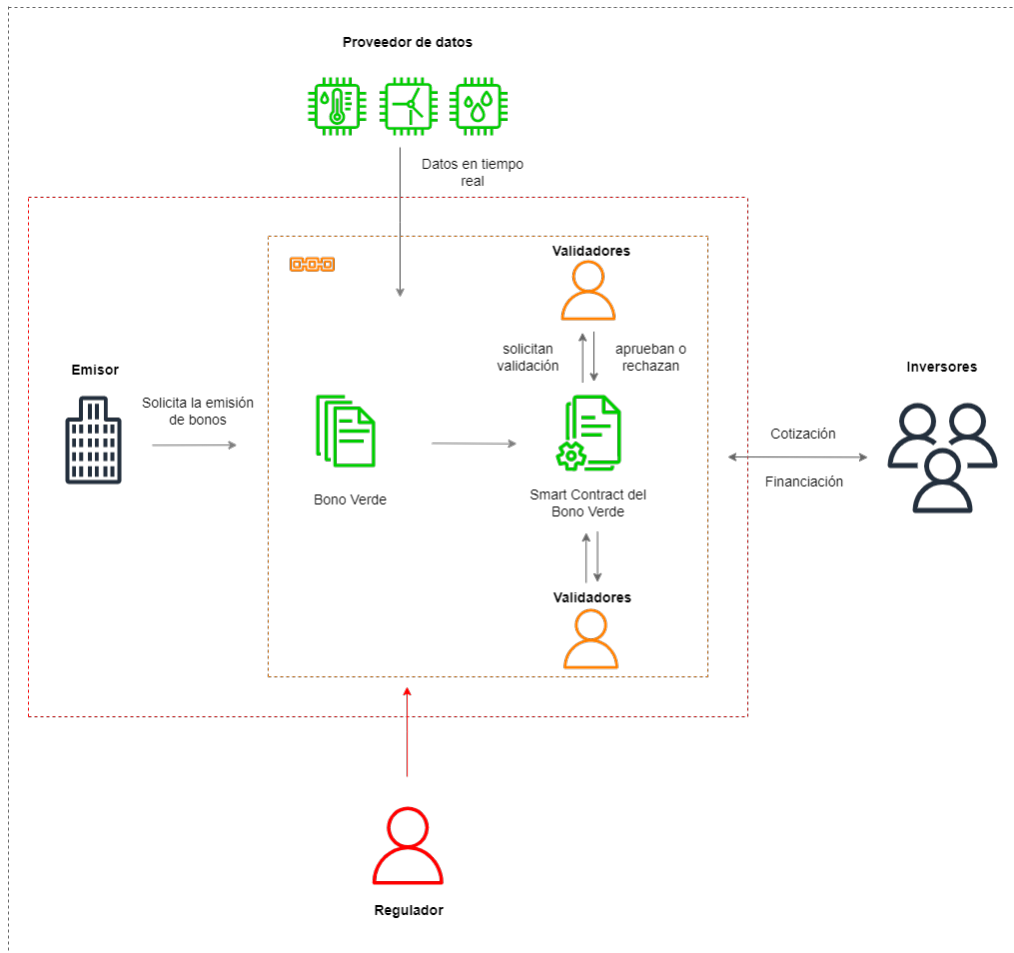 Proveedor de datos
Datos en tiempo
real
Validadores
solicitan
validación
aprueban o
rechazan
Emisor
Solicita la emisión
de bonos
Bono Verde
Smart Contract del
Bono Verde
Cotización
Financiación
Inversores
Validadores
Regulador